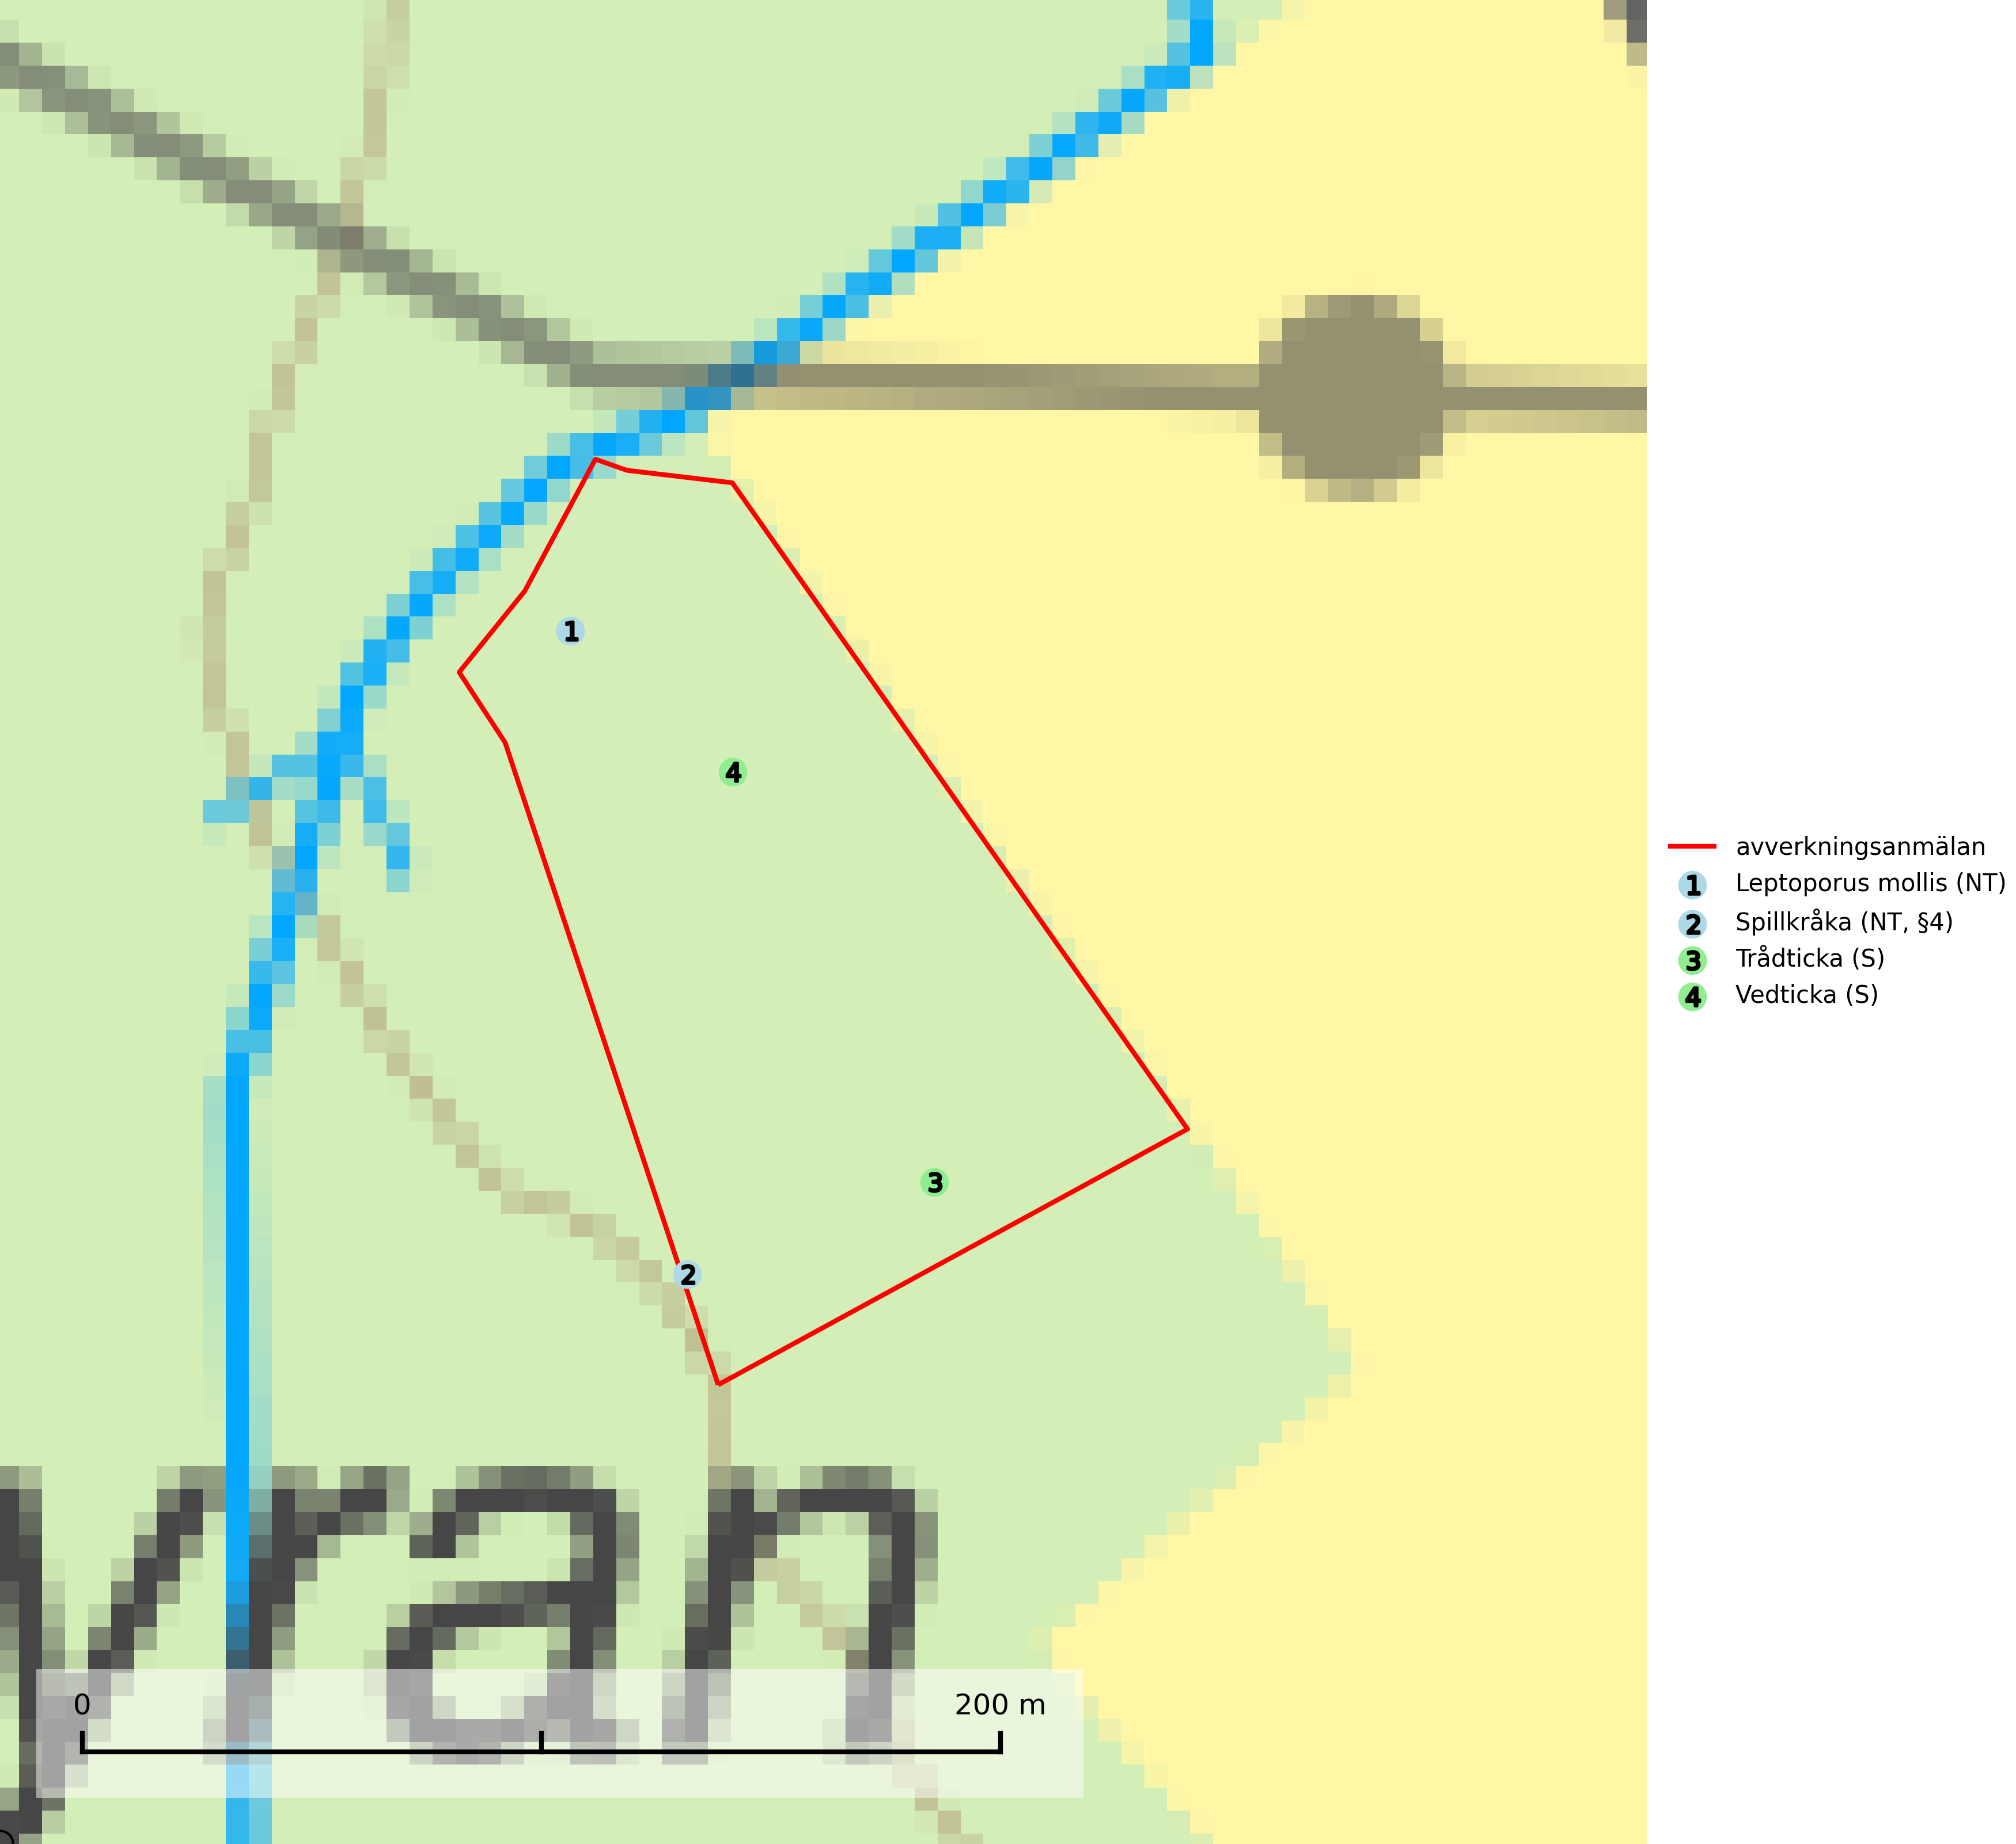 1
4
3
2
ran
0 200 m
avverkningsanmälan
1 Leptoporus mollis (NT)
2 Spillkråka (NT, §4)
3 Trådticka (S)
4 Vedticka (S)